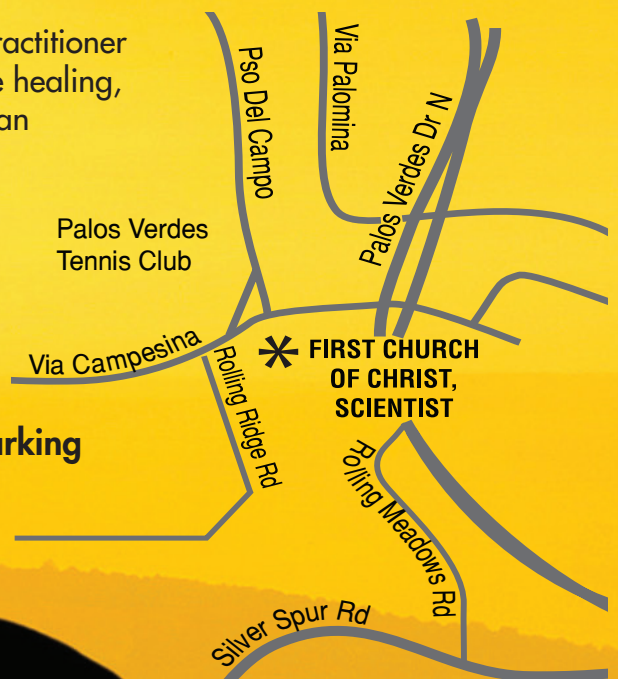 ractitioner
e healing,
an
Pso Del Campo
Via Palomina
Palos Verdes Dr N
Palos Verdes
Tennis Club
Via Campesina
Rolling Ridge Rd
* FIRST CHURCH
OF CHRIST,
SCIENTIST
arking
Rolling Meadows Rd
Silver Spur Rd